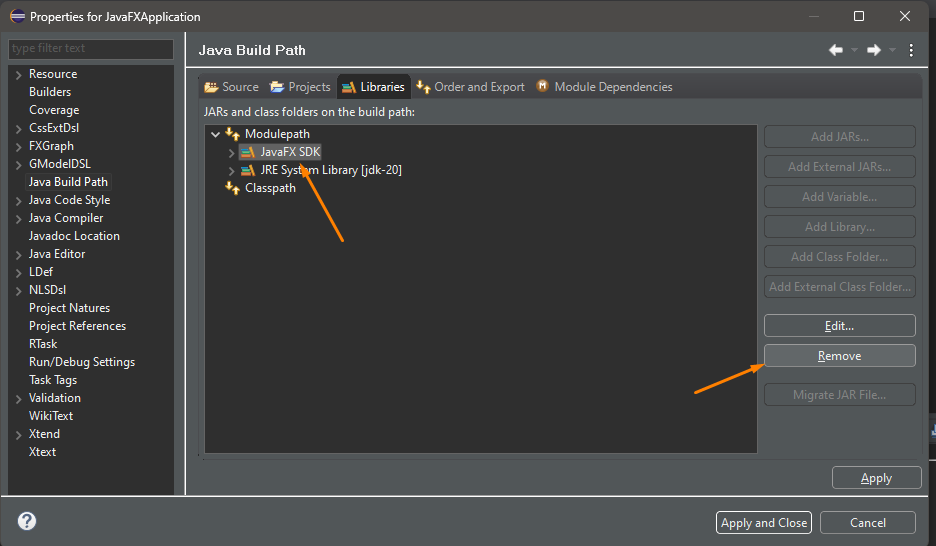 Properties for JavaFXApplication
type filter text
Resource
Builders
Coverage
CssExtDsl
FXGraph
GModelDSL
Java Build Path
Java Code Style
Java Compiler
Javadoc Location
Java Editor
LDef
NLSDsl
Project Natures
Project References
RTask
Run/Debug Settings
Task Tags
Validation
WikiText
Xtend
Xtext
Java Build Path
Source Projects Libraries Order and Export Module Dependencies
JARs and class folders on the build path:
Modulepath
JavaFX SDK
JRE System Library [jdk-20]
Classpath
Add JARs...
Add External JARs...
Add Variable...
Add Library...
Add Class Folder...
Add External Class Folder...
Edit...
Remove
Migrate JAR File...
Apply
Apply and Close Cancel